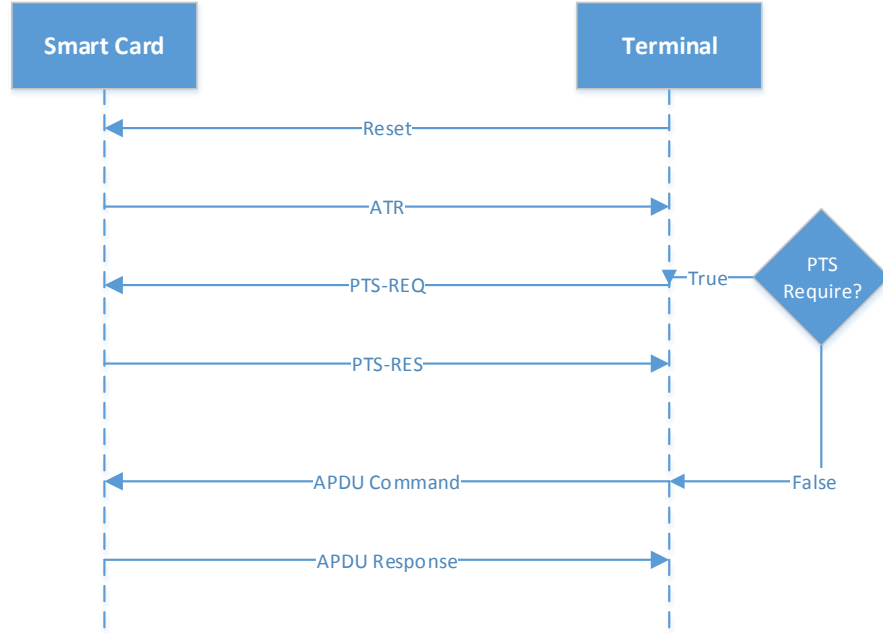 Smart Card
Terminal
Reset
ATR
PTS
Require?
True
PTS-REQ
PTS-RES
APDU Command
False
APDU Response